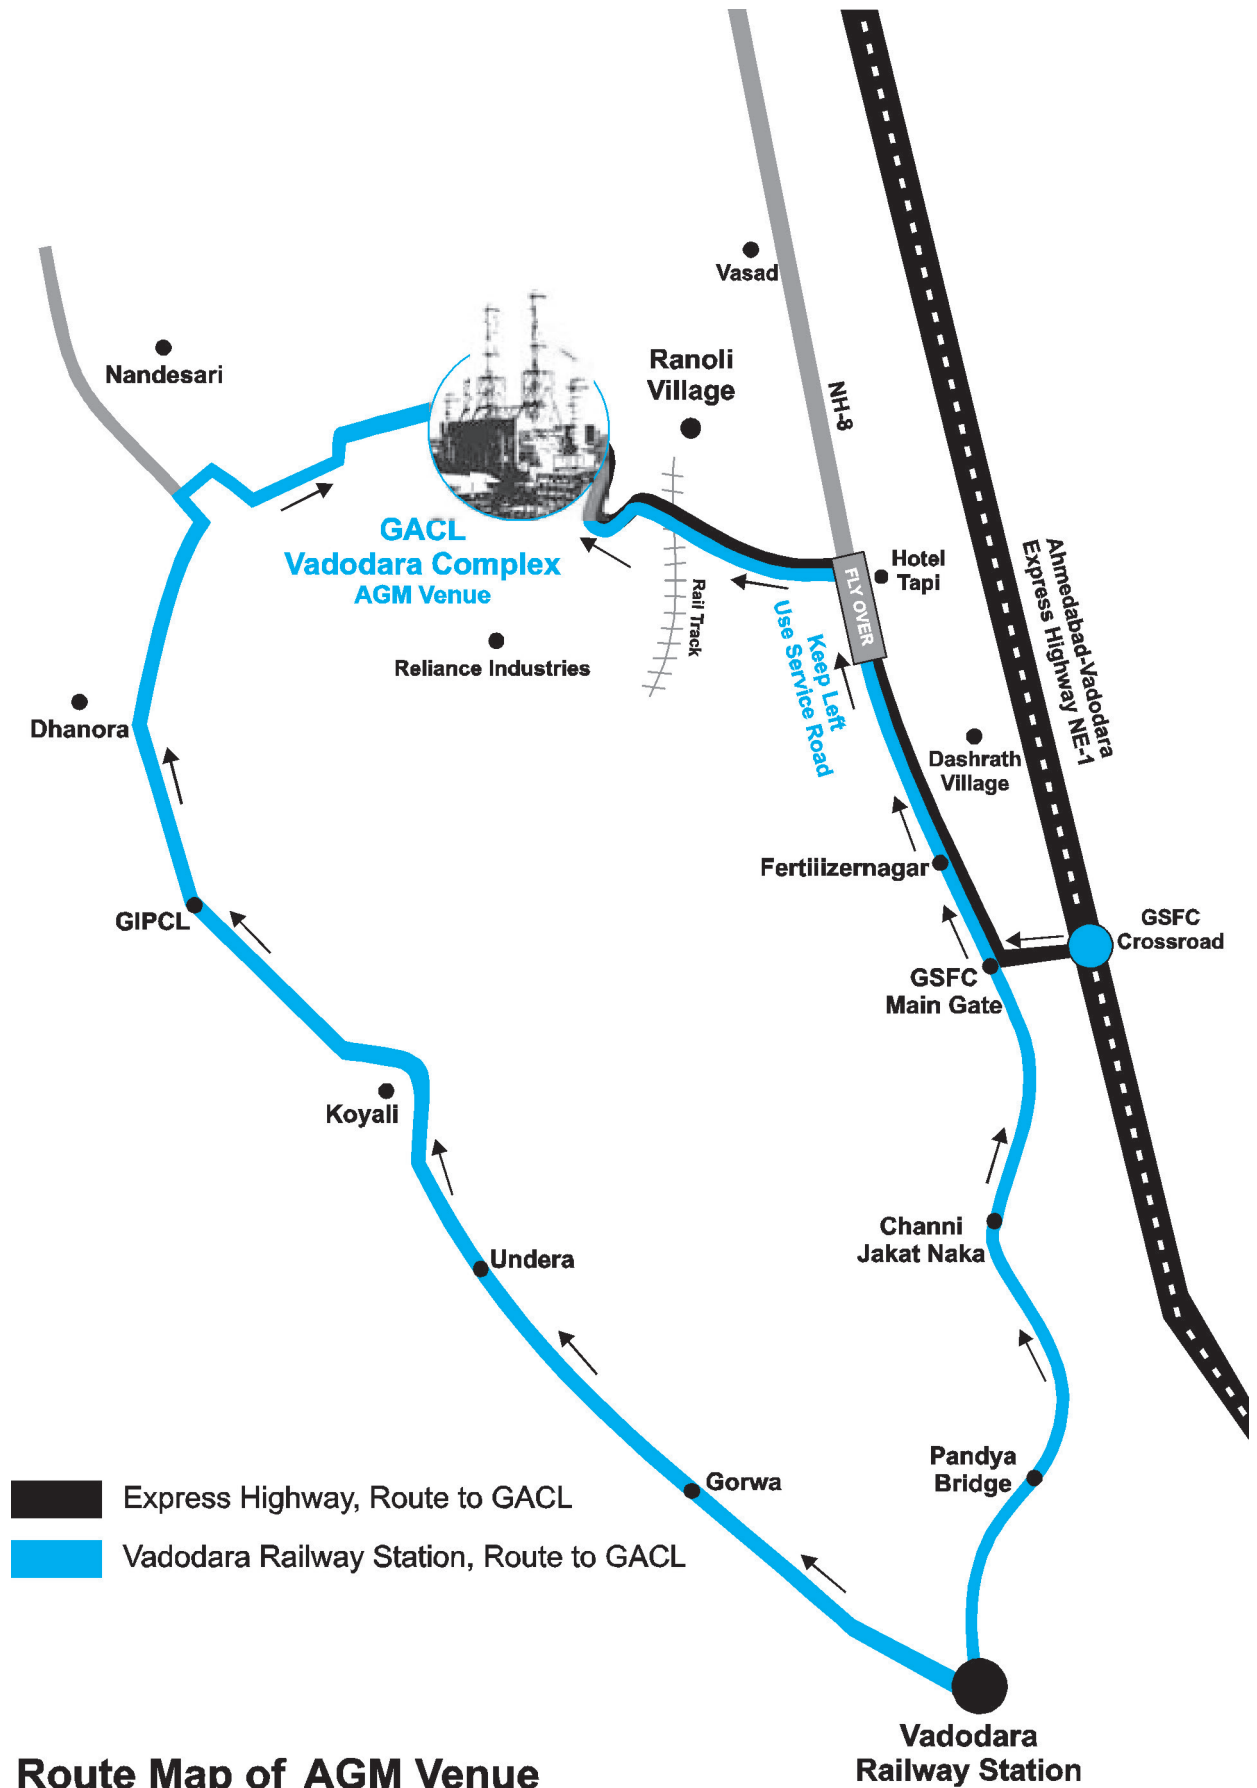 Vasad
Nandesari
Ranoli
Village
NH-8
Ahmedabad-Vadodara
Express Highway NE-1
GACL
Vadodara Complex
AGM Venue
Hotel
Tapi
FLY OVER
Rail Track
Keep Left
Use Service Road
Reliance Industries
Dhanora
Dashrath
Village
Fertiiizernagar
GIPCL
GSFC
Crossroad
GSFC
Main Gate
Koyali
Channi
Jakat Naka
Undera
Pandya
Bridge
Gorwa
Express Highway, Route to GACL
Vadodara Railway Station, Route to GACL
Vadodara
Railway Station
Route Map of AGM Venue